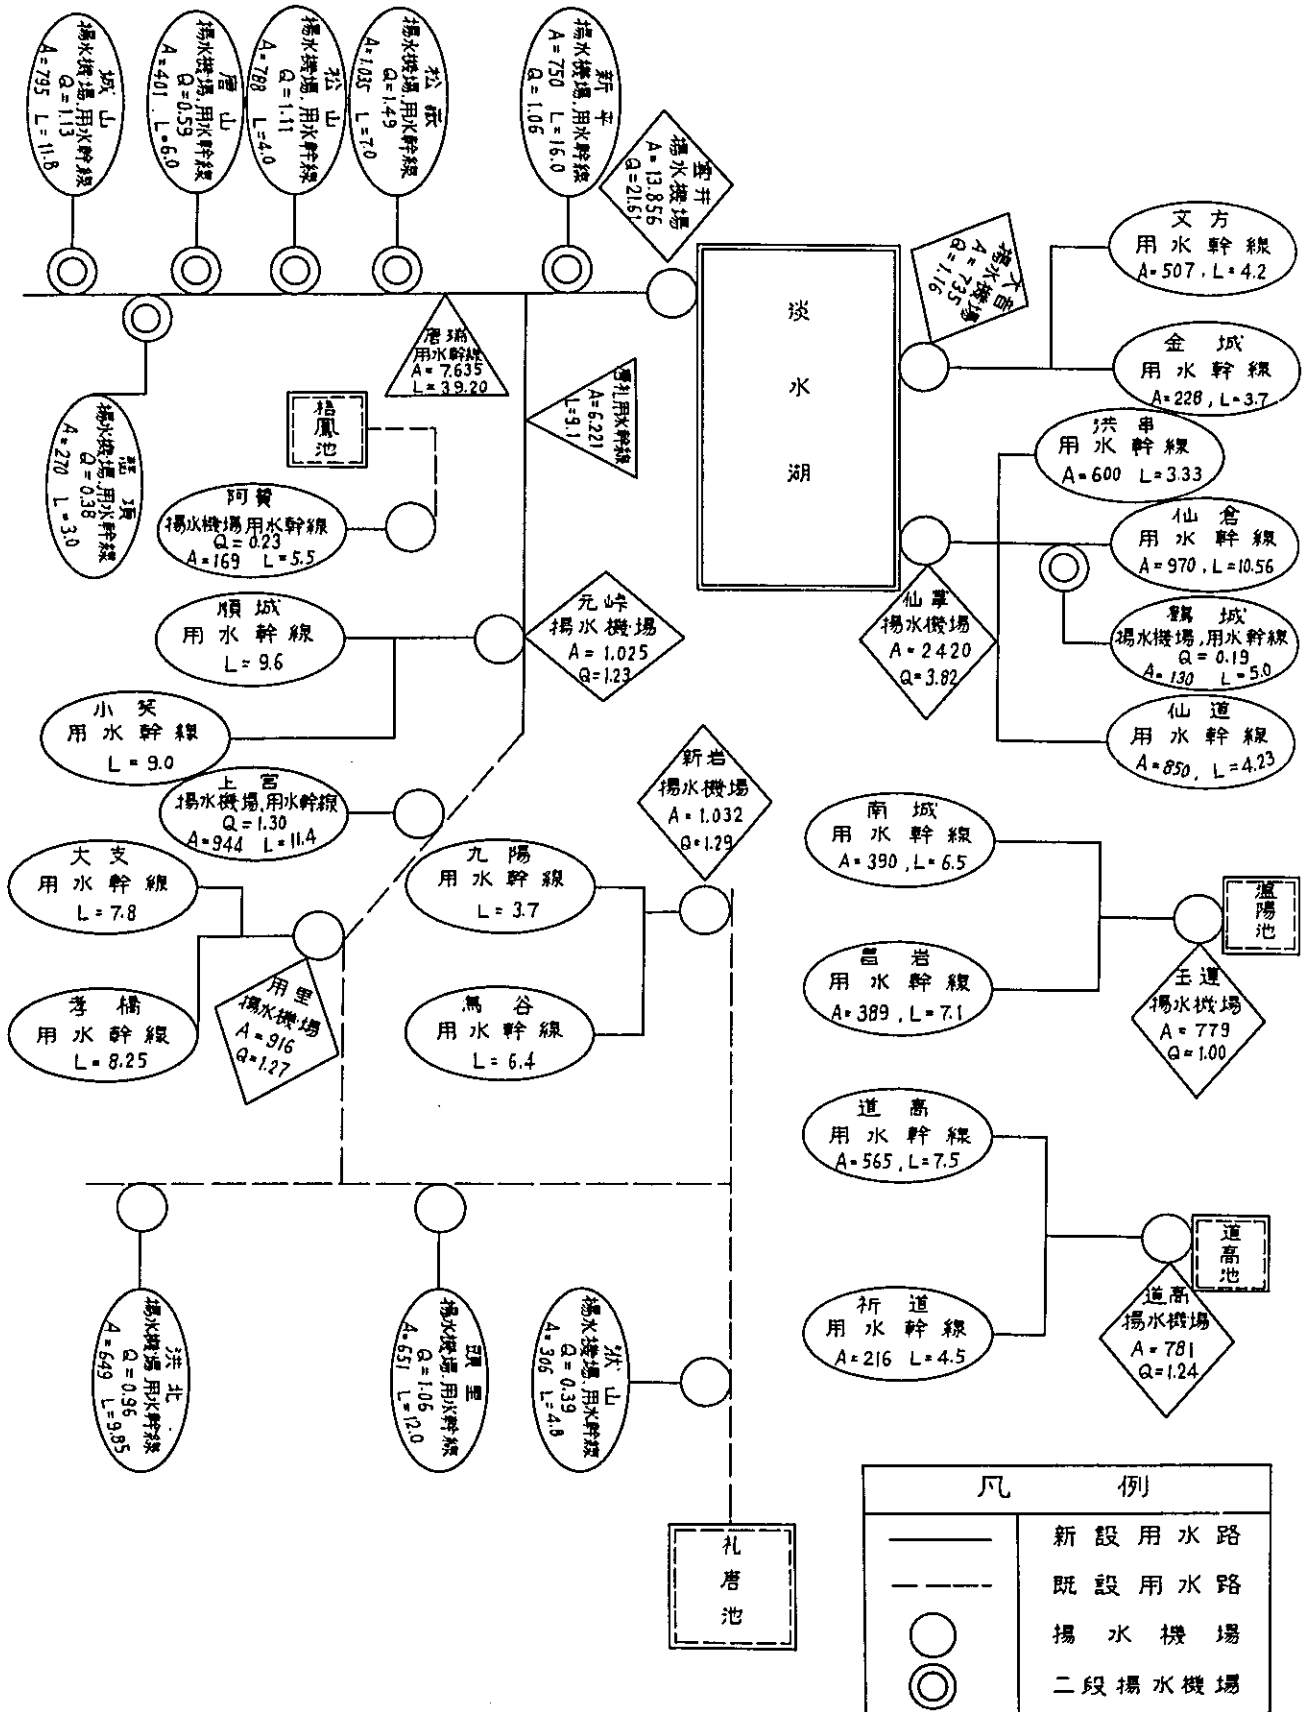 城山
揚水機場,用水幹線
Q=1.13
A=795 L=11.8
唐山
揚水機場,用水幹線
Q=0.59
A=401 L=6.0
松山
揚水機場,用水幹線
Q=1.11
A=788 L=4.0
松嶽
揚水機場,用水幹線
Q=1.49
A=1.035 L=7.0
新平
揚水機場,用水幹線
A=750 L=16.0
Q=1.06
揚水機場
A=13.856
Q=21.61
淡水湖
揚水機場
A=735
Q=1.16
文方
用水幹線
A=507, L=4.2
金城
用水幹線
A=228, L=3.7
洪串
用水幹線
A=600 L=3.33
仙倉
用水幹線
A=970, L=10.56
鶴城
揚水機場,用水幹線
Q=0.19
A=130 L=5.0
仙道
用水幹線
A=850, L=4.23
仙掌
揚水機場
A=2420
Q=3.82
用水幹線
A=7.635
L=39.20
唐礼用水幹線
A=6.221
L=9.1
揚水機場,用水幹線
Q=0.38
A=270 L=3.0
鳳池
阿賛
揚水機場用水幹線
Q=0.23
A=169 L=5.5
順城
用水幹線
L=9.6
元峠
揚水機場
A=1.025
Q=1.23
小笑
用水幹線
L=9.0
上宮
揚水機場,用水幹線
Q=1.30
A=944 L=11.4
大支
用水幹線
L=7.8
孝橋
用水幹線
L=8.25
用里
揚水機場
A=916
Q=1.27
新岩
揚水機場
A=1.032
Q=1.29
九陽
用水幹線
L=3.7
馬谷
用水幹線
L=6.4
南城
用水幹線
A=390, L=6.5
岩
用水幹線
A=389, L=7.1
温陽池
揚水機場
A=779
Q=1.00
道高
用水幹線
A=565, L=7.5
祈道
用水幹線
A=216 L=4.5
道高池
道高
揚水機場
A=781
Q=1.24
洪北
揚水機場,用水幹線
Q=0.96
A=649 L=9.85
頭里
揚水機場,用水幹線
Q=1.06
A=651 L=12.0
山
揚水機場,用水幹線
Q=0.39
A=306 L=4.8
礼唐池
凡例
新設用水路
既設用水路
揚水機場
二段揚水機場